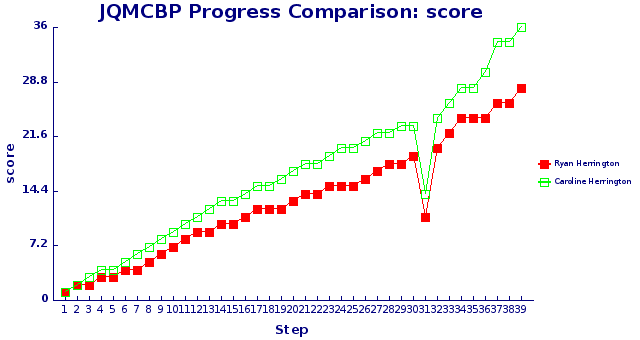 JQMCBP Progress Comparison: score
36
28.8
21.6
14.4
7.2
0
score
1 2 3 4 5 6 7 8 9 10 11 12 13 14 15 16 17 18 19 20 21 22 23 24 25 26 27 28 29 30 31 32 33 34 35 36 37 38 39
Step
Ryan Herrington
Caroline Herrington